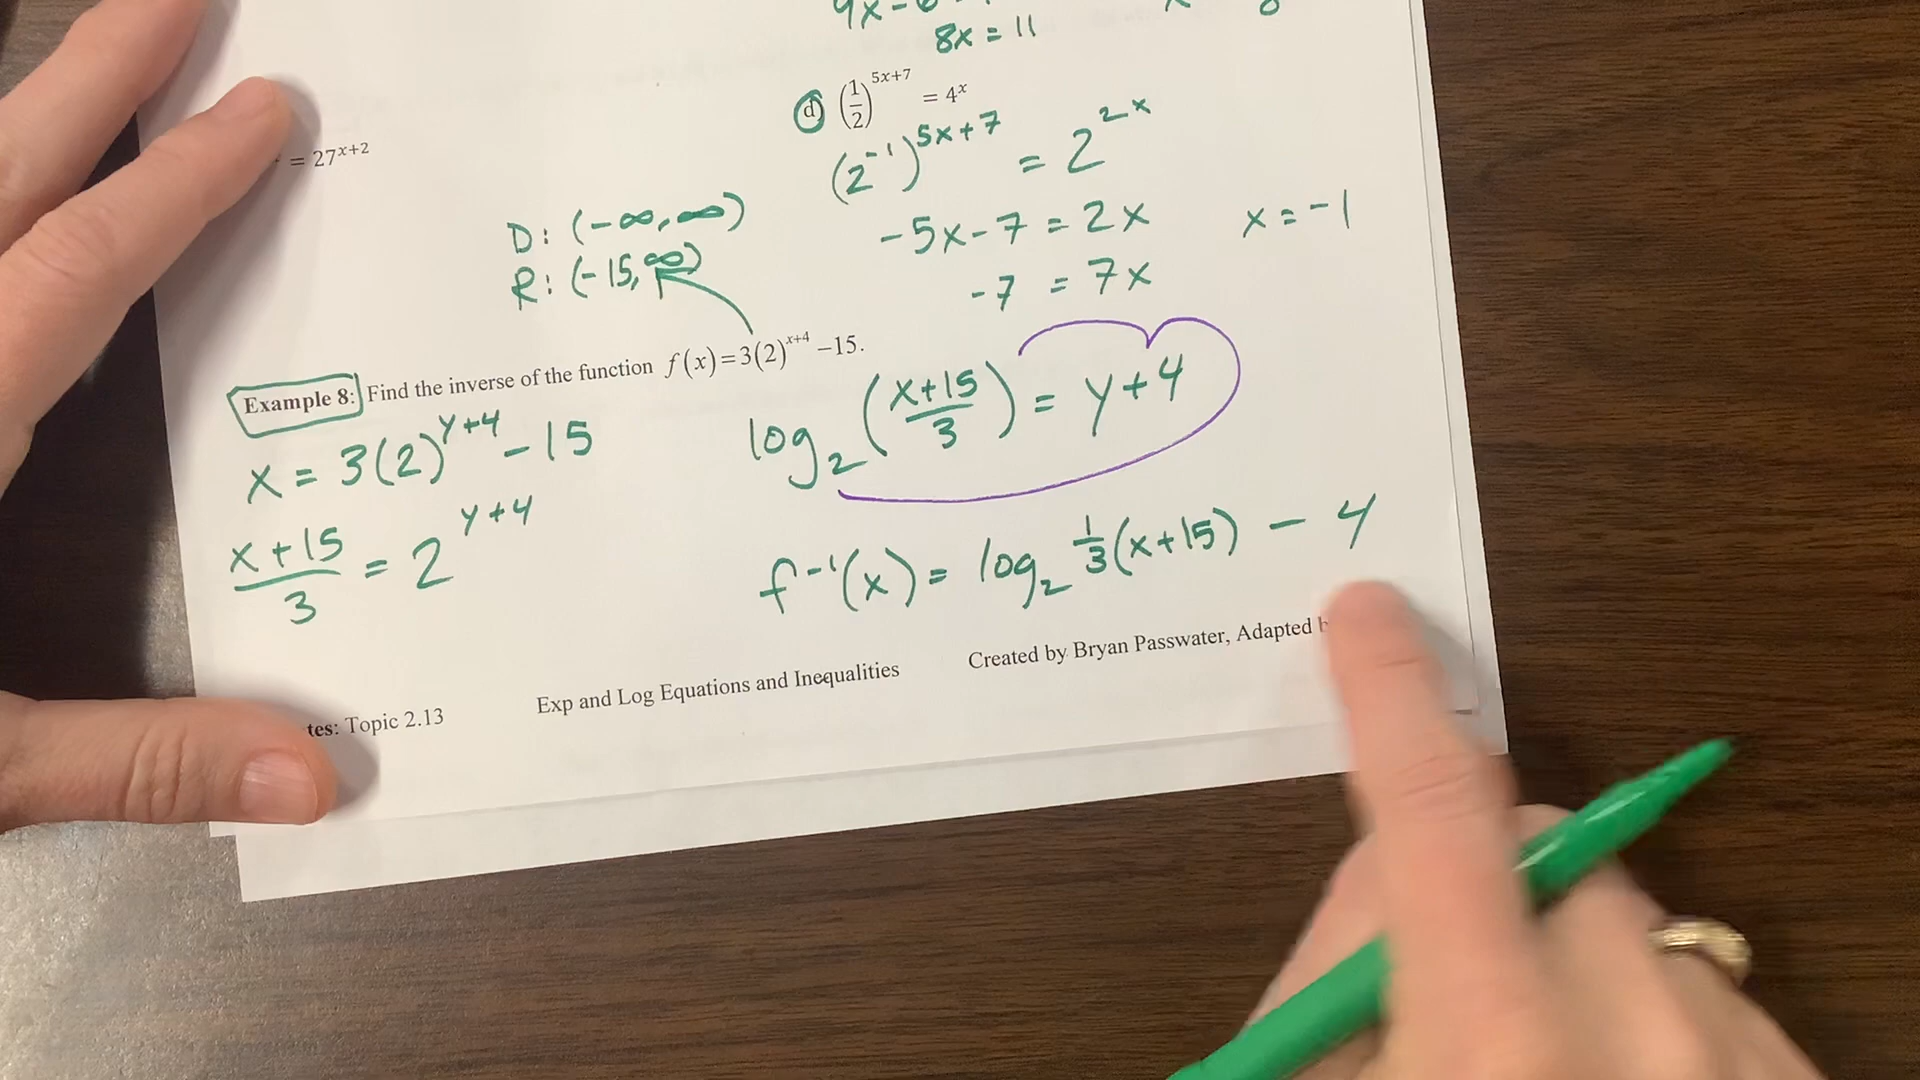 8x = 11
d) (1/2)^(5x+7) = 4^x
= 27^(x+2)
(2^-1)^(5x+7) = 2^(2x)
D: (-∞, ∞)
-5x - 7 = 2x
x = -1
R: (-15, ∞)
-7 = 7x
Example 8: Find the inverse of the function f(x) = 3(2)^(x+4) - 15.
x = 3(2)^(y+4) - 15
x + 15 / 3 = 2^(y+4)
log_2 (x+15 / 3) = y + 4
f^-1(x) = log_2 1/3 (x+15) - 4
tes: Topic 2.13
Exp and Log Equations and Inequalities
Created by Bryan Passwater, Adapted